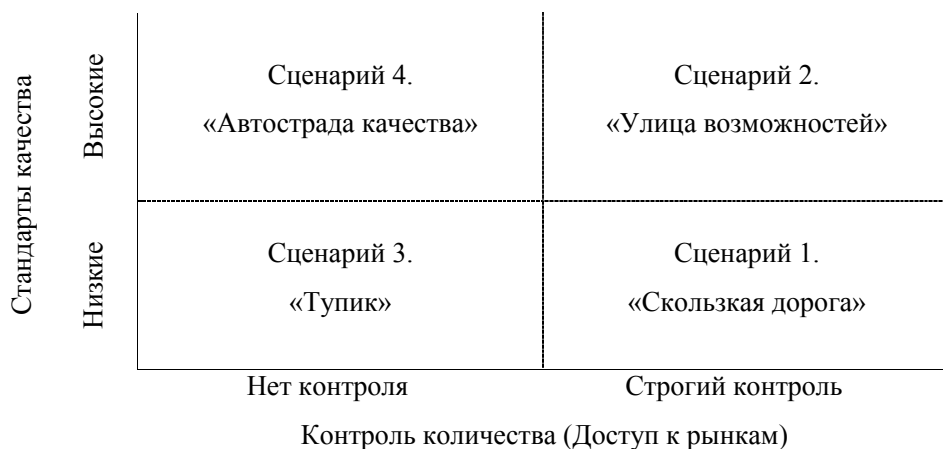 Стандарты качества
Высокие
Сценарий 4.
«Автострада качества»
Сценарий 2.
«Улица возможностей»
Низкие
Сценарий 3.
«Тупик»
Сценарий 1.
«Скользкая дорога»
Нет контроля
Строгий контроль
Контроль количества (Доступ к рынкам)